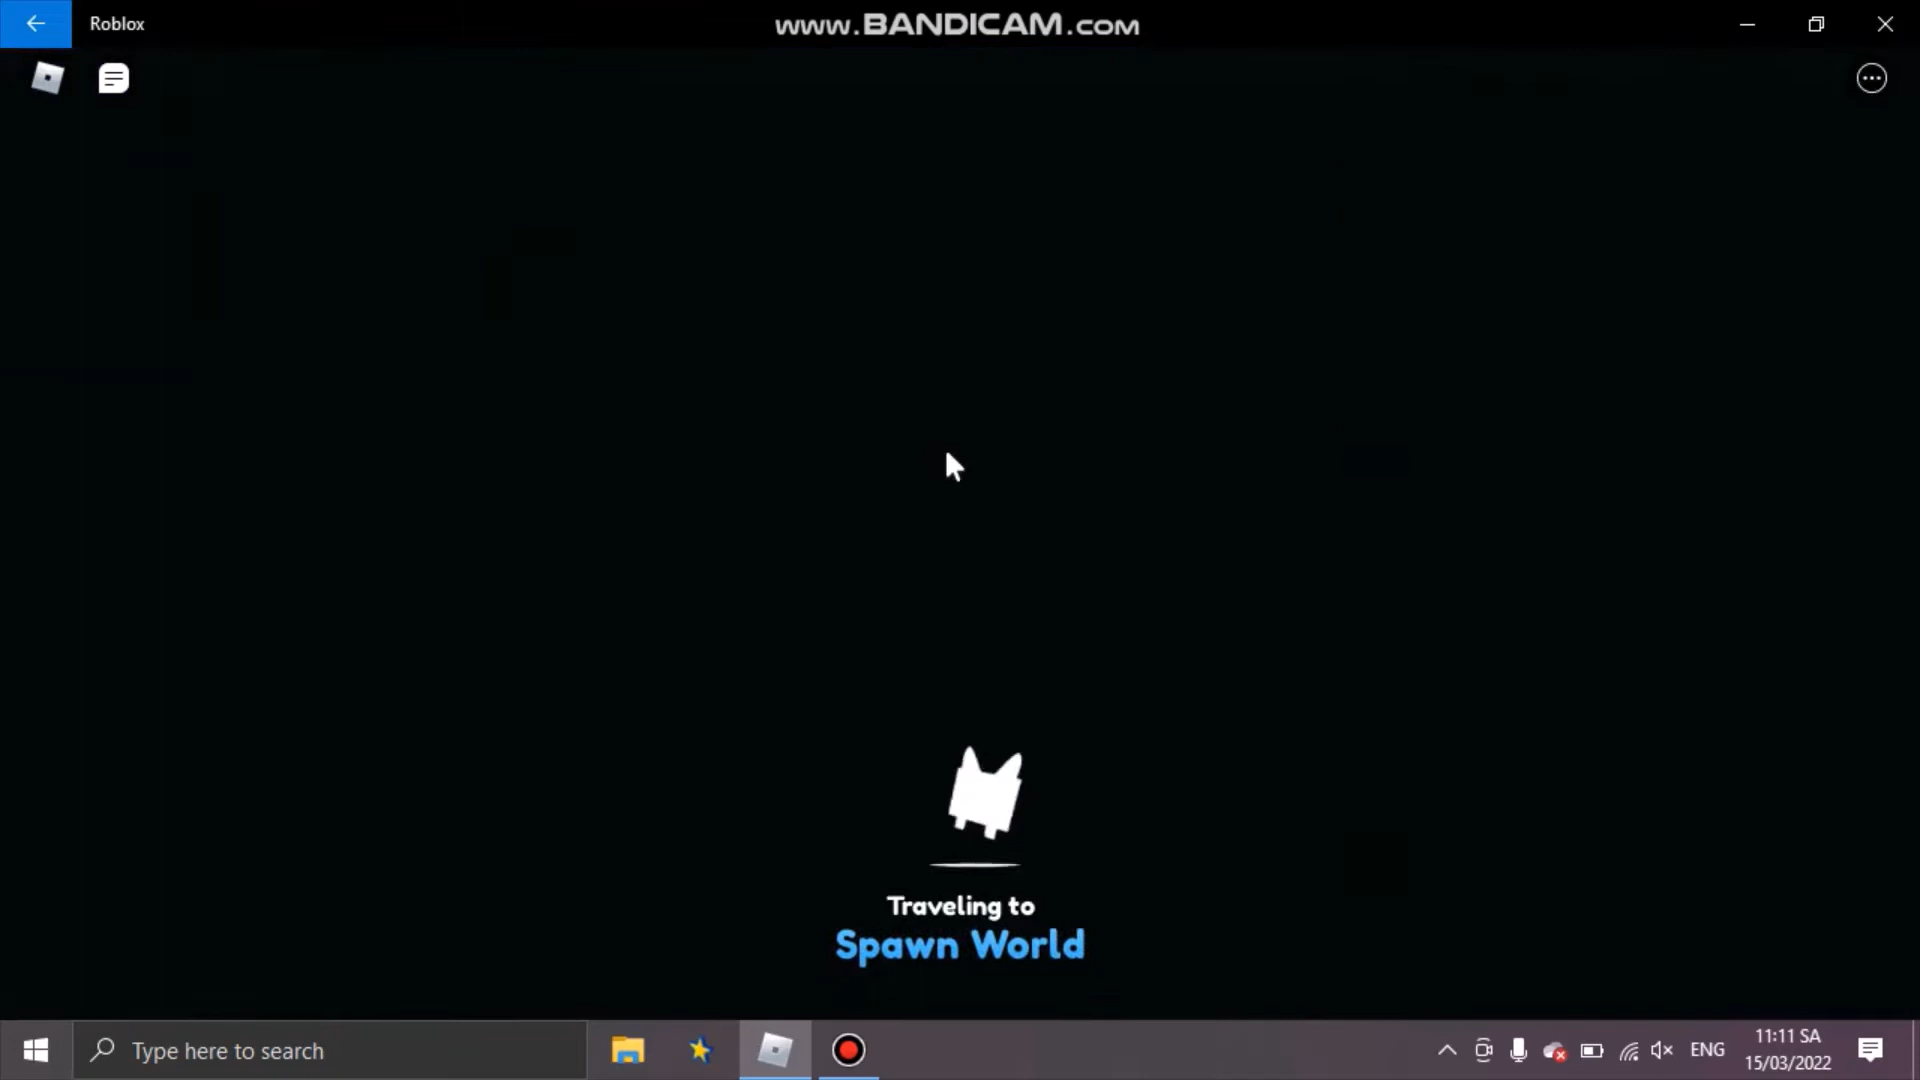 Roblox
www.BANDICAM.com
Traveling to
Spawn World
Type here to search
ENG
11:11 SA
15/03/2022